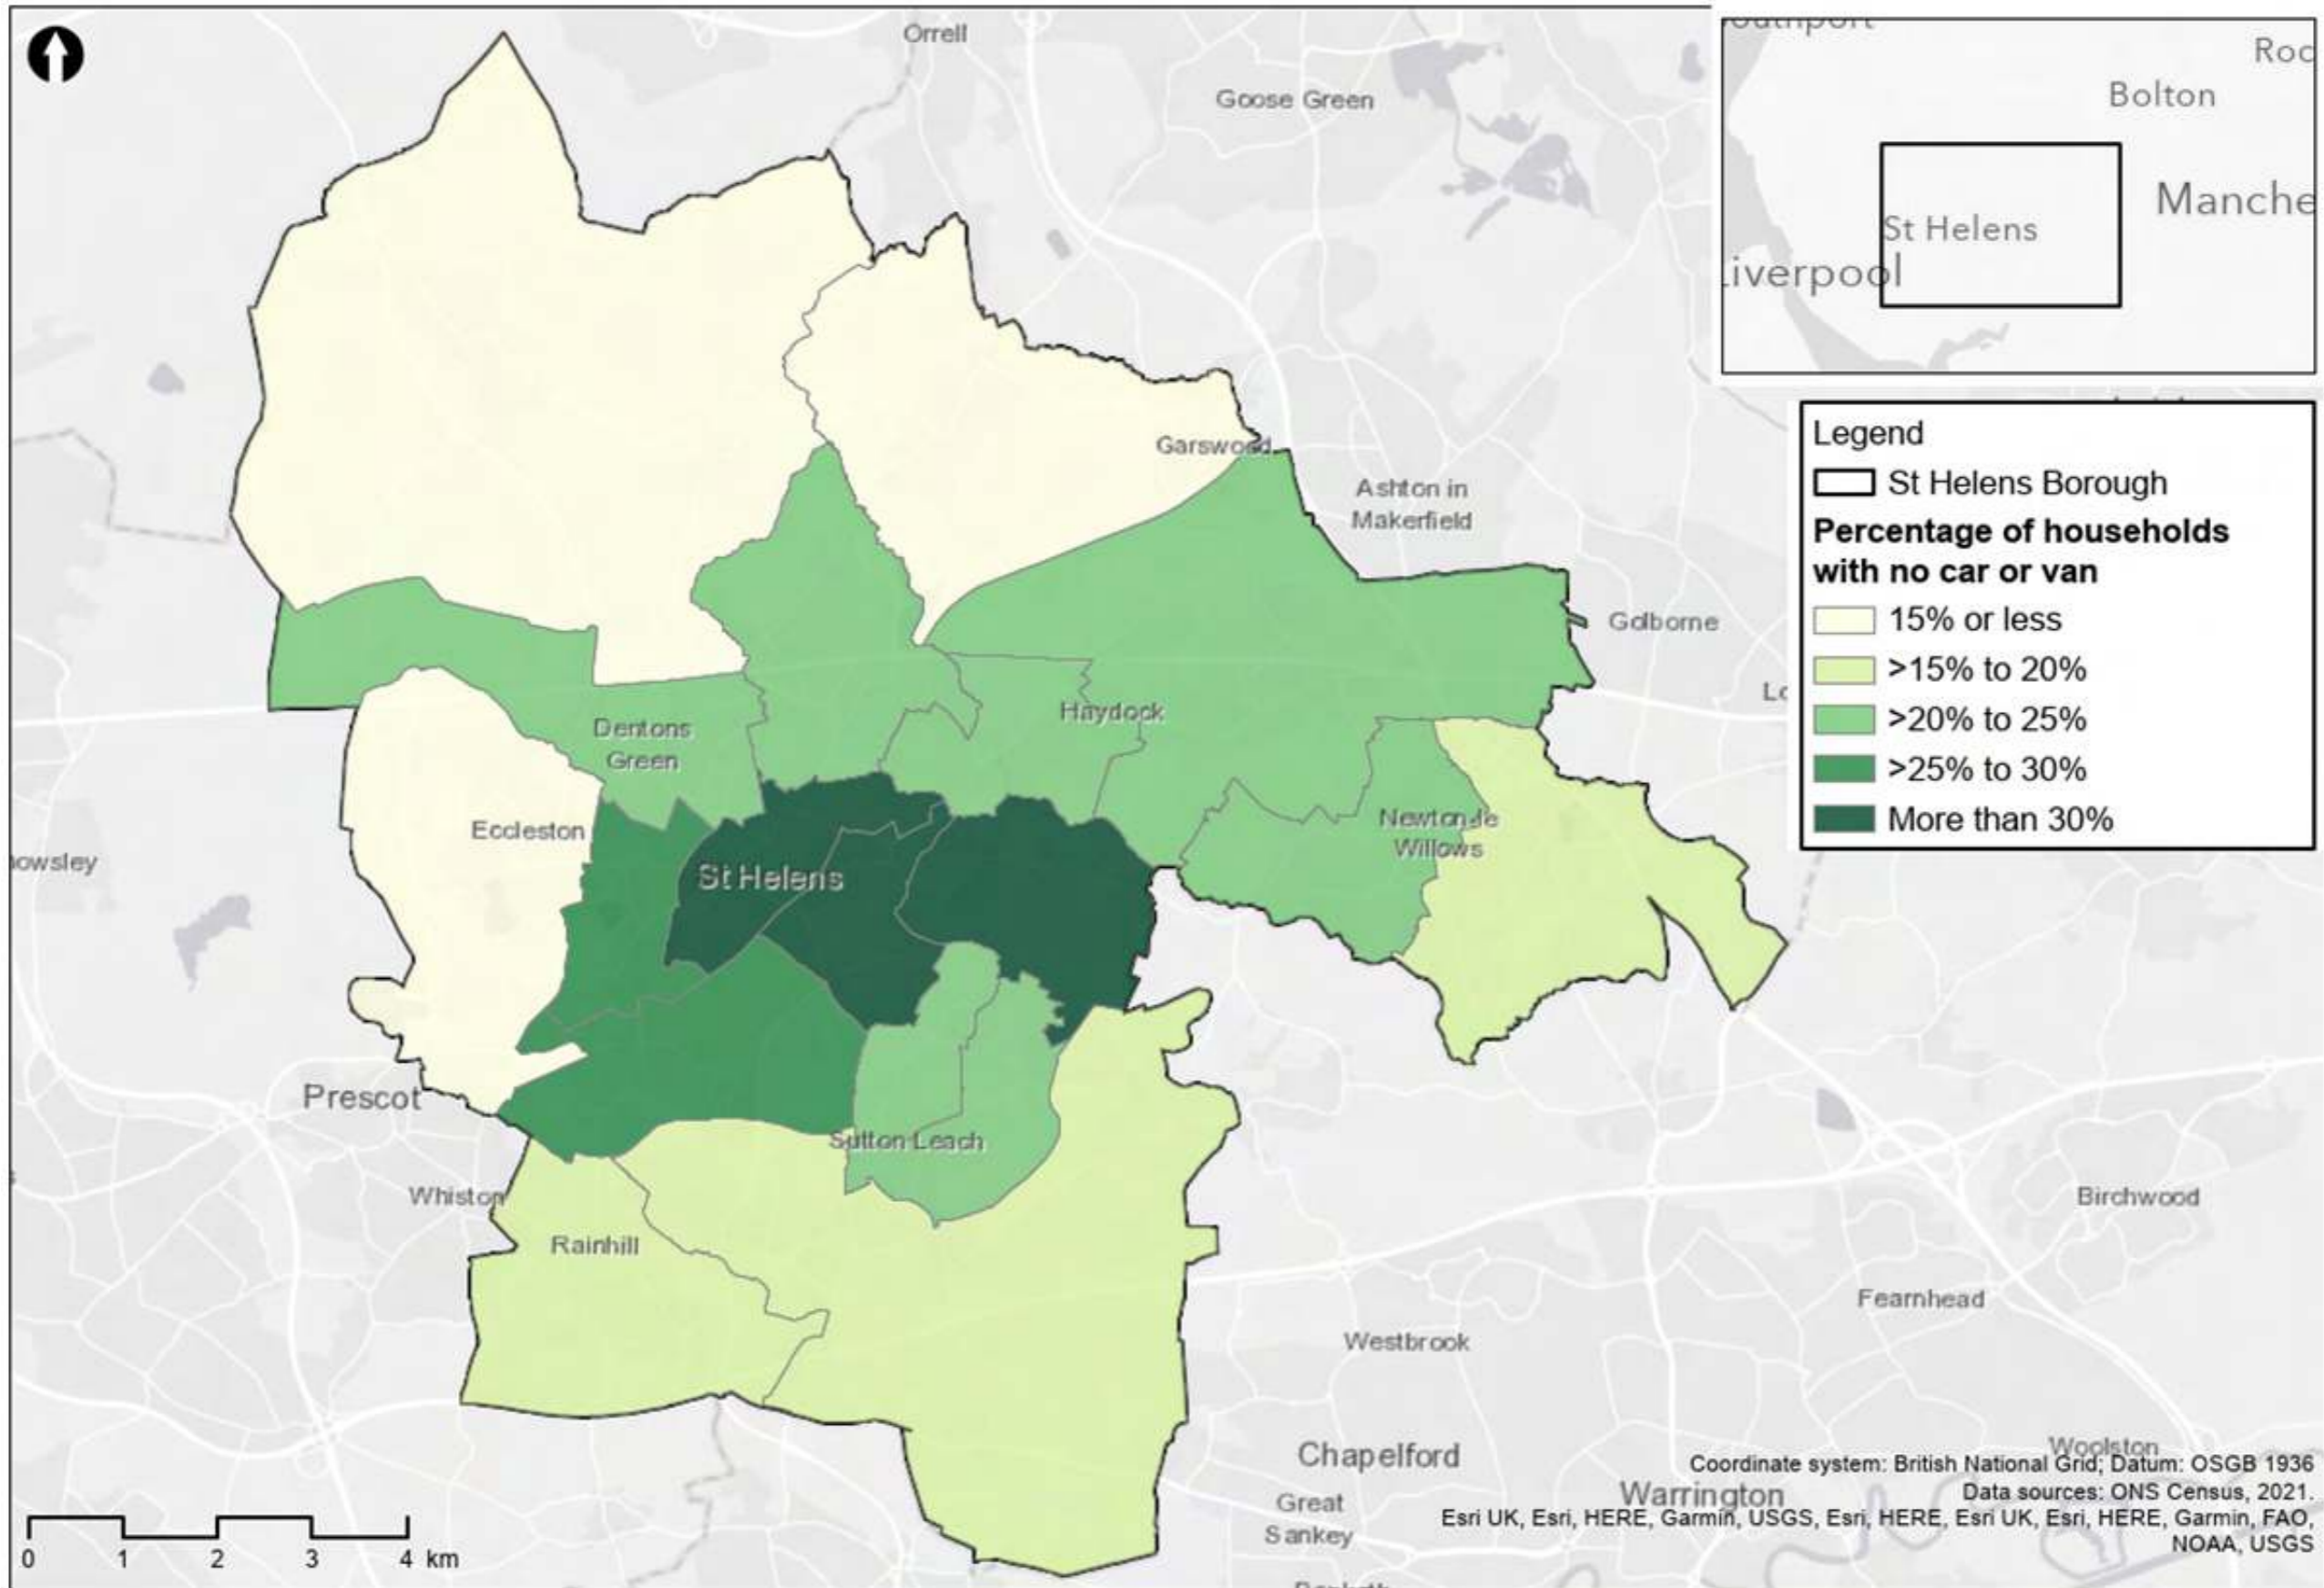 Orrell
Goose Green
Garswood
Ashton in
Makerfield
Golborne
Haydock
Dentons
Green
Eccleston
Newton-le
Willows
St Helens
Prescot
Sutton Leach
Whiston
Rainhill
Birchwood
Fearnhead
Westbrook
Chapelford
Woolston
Warrington
Great
Sankey
Roc
Bolton
Manche
St Helens
iverpool
Legend
St Helens Borough
Percentage of households
with no car or van
15% or less
>15% to 20%
>20% to 25%
>25% to 30%
More than 30%
0 1 2 3 4 km
Coordinate system: British National Grid; Datum: OSGB 1936
Data sources: ONS Census, 2021.
Esri UK, Esri, HERE, Garmin, USGS, Esri, HERE, Esri UK, Esri, HERE, Garmin, FAO,
NOAA, USGS